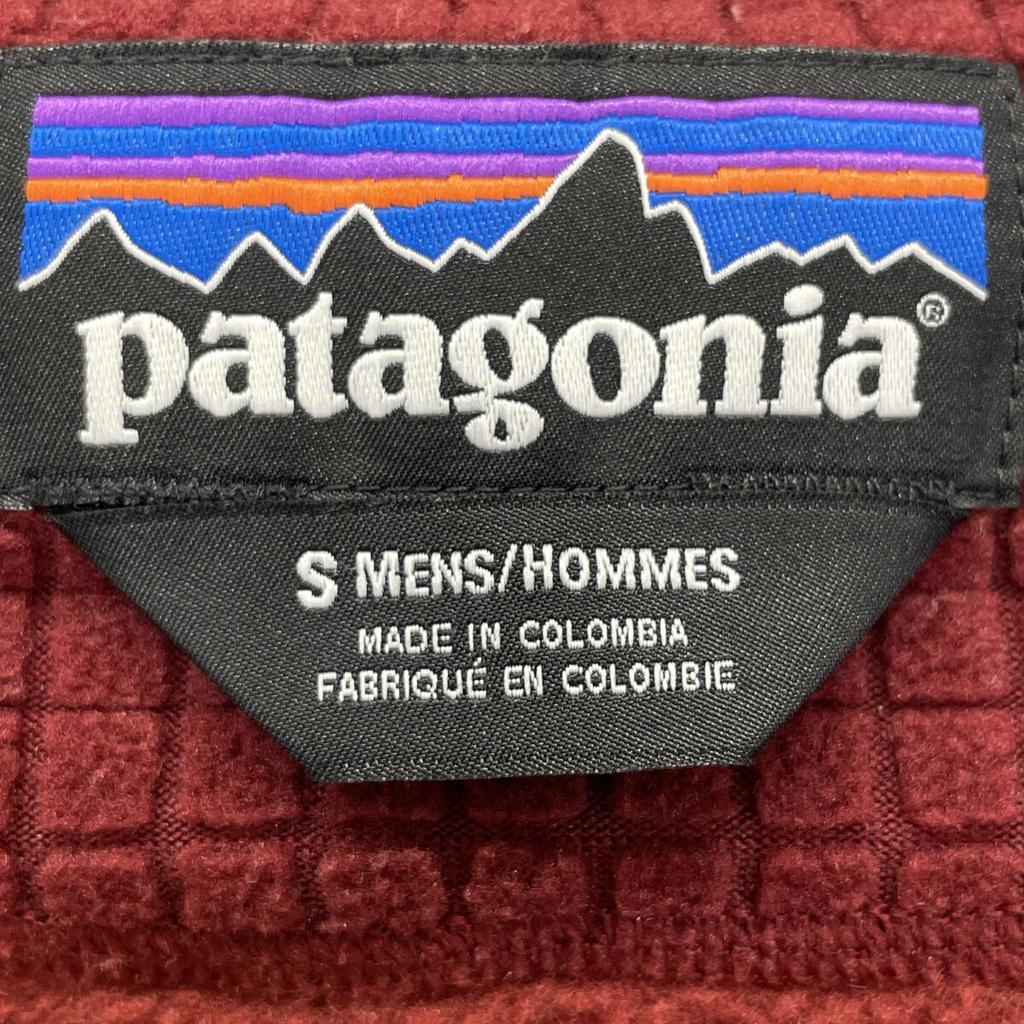 patagonia®
S MENS/HOMMES
MADE IN COLOMBIA
FABRIQUÉ EN COLOMBIE